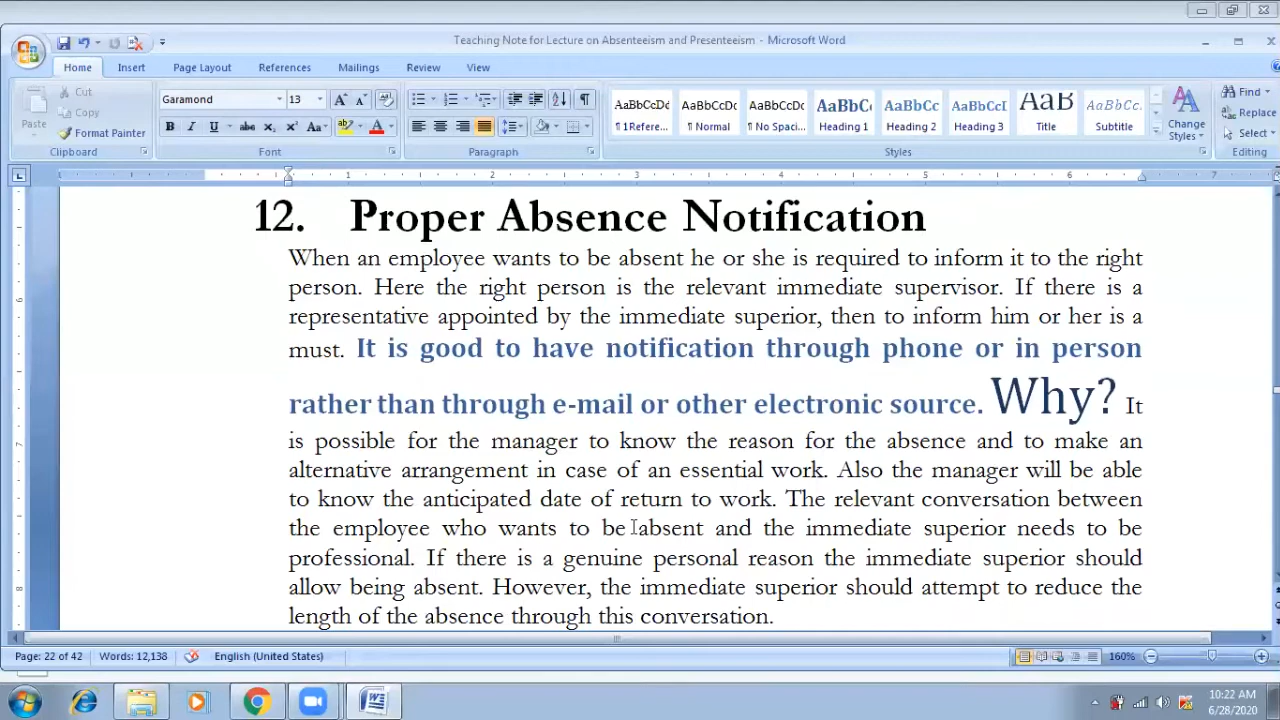 Teaching Note for Lecture on Absenteeism and Presenteeism - Microsoft Word
Home Insert Page Layout References Mailings Review View
Paste
Cut
Copy
Format Painter
Clipboard
Garamond 13
Font
Paragraph
AaBbCcDc AaBbCcDc AaBbCcDc AaBbC AaBbCc AaBbCcI AaB AaBbCc.
¶ 1Refere... ¶ Normal ¶ No Spaci... Heading 1 Heading 2 Heading 3 Title Subtitle
Change
Styles
Styles
Find
Replace
Select
Editing
1 2 3 4 5 6 7
12. Proper Absence Notification
When an employee wants to be absent he or she is required to inform it to the right
person. Here the right person is the relevant immediate supervisor. If there is a
representative appointed by the immediate superior, then to inform him or her is a
must. It is good to have notification through phone or in person
rather than through e-mail or other electronic source. Why? It
is possible for the manager to know the reason for the absence and to make an
alternative arrangement in case of an essential work. Also the manager will be able
to know the anticipated date of return to work. The relevant conversation between
the employee who wants to be absent and the immediate superior needs to be
professional. If there is a genuine personal reason the immediate superior should
allow being absent. However, the immediate superior should attempt to reduce the
length of the absence through this conversation.
Page: 22 of 42 Words: 12,138 English (United States) 160%
10:22 AM
6/28/2020